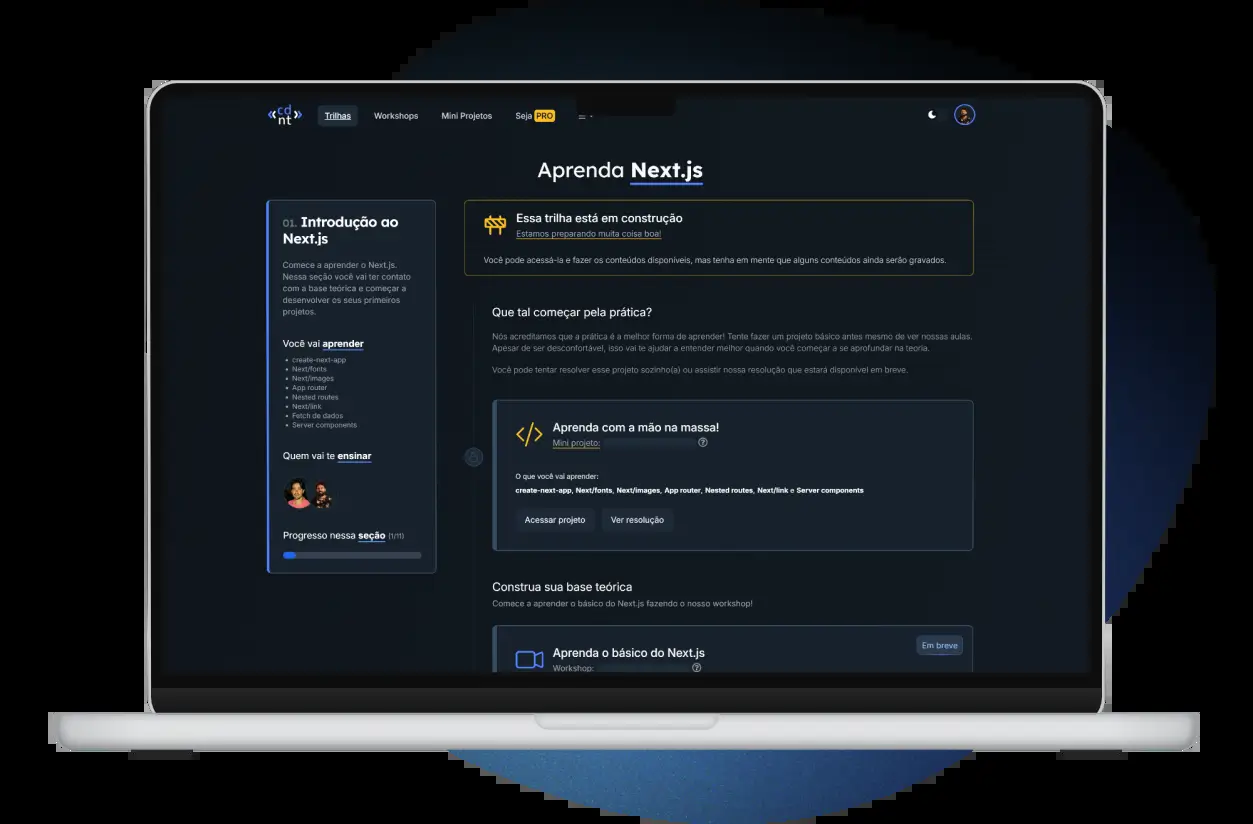 cd
nt
Trilhas
Workshops
Mini Projetos
Seja PRO
Aprenda Next.js
01. Introdução ao
Next.js
Comece a aprender o Next.js.
Nessa seção você vai ter contato
com a base teórica e começar a
desenvolver os seus primeiros
projetos.
Você vai aprender
create-next-app
Next/fonts
Next/images
App router
Nested routes
Next/link
Fetch de dados
Server components
Quem vai te ensinar
Progresso nessa seção (1/11)
Essa trilha está em construção
Estamos preparando muita coisa boa!
Você pode acessá-la e fazer os conteúdos disponíveis, mas tenha em mente que alguns conteúdos ainda serão gravados.
Que tal começar pela prática?
Nós acreditamos que a prática é a melhor forma de aprender! Tente fazer um projeto básico antes mesmo de ver nossas aulas.
Apesar de ser desconfortável, isso vai te ajudar a entender melhor quando você começar a se aprofundar na teoria.
Você pode tentar resolver esse projeto sozinho(a) ou assistir nossa resolução que estará disponível em breve.
Aprenda com a mão na massa!
Mini projeto:
O que você vai aprender:
create-next-app, Next/fonts, Next/images, App router, Nested routes, Next/link e Server components
Acessar projeto
Ver resolução
Construa sua base teórica
Comece a aprender o básico do Next.js fazendo o nosso workshop!
Aprenda o básico do Next.js
Em breve
Workshop: